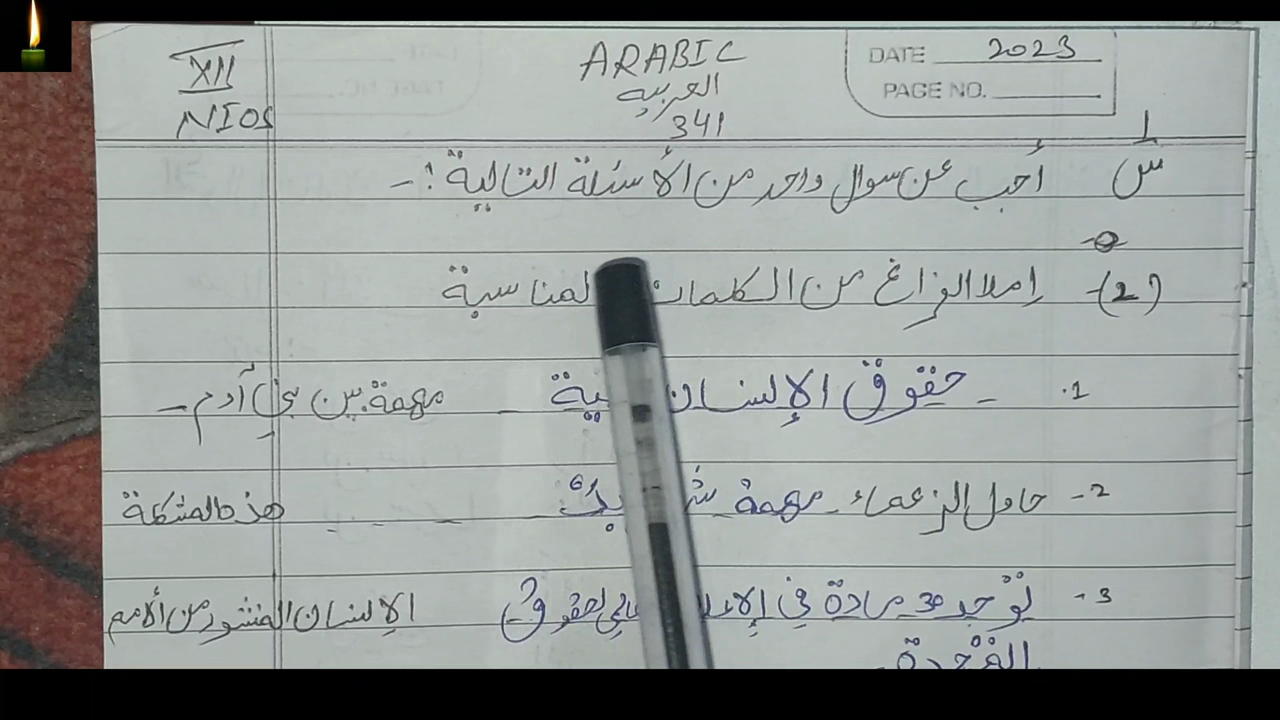 XII
NIOS
ARABIC
العربية
341
DATE 2023
PAGE NO.
1
س أجب عن سوال واحد من الأسئلة التالية :-
(2)- إملا الفراغ من الكلمات المناسبة
1. - حقوق الإنسان مهمة من بني آدم -
2- حاول الزعماء - مهمة هذه المشكلة
3- توجد 30 مادة في حقوق الإنسان المنشور من الأمم
المتحدة